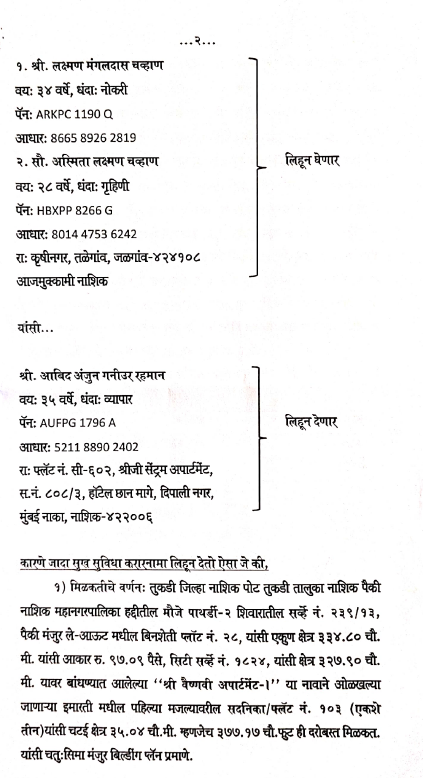 ...२...
१. श्री. लक्ष्मण मंगलदास चव्हाण
वय: ३४ वर्षे, धंदा: नोकरी
पॅन: ARKPC 1190 Q
आधार: 8665 8926 2819
२. सौ. अस्मिता लक्ष्मण चव्हाण
लिहून घेणार
वय: २८ वर्षे, धंदा: गृहिणी
पॅन: HBXPP 8266 G
आधार: 8014 4753 6242
रा: कृषीनगर, तळेगांव, जळगांव-४२४१०८
आजमुक्कामी नाशिक
यांसी...
श्री. आबिद अंजुन गनीउर रहमान
वय: ३५ वर्षे, धंदा: व्यापार
पॅन: AUFPG 1796 A
लिहून देणार
आधार: 5211 8890 2402
रा: फ्लॅट नं. सी-६०२, श्रीजी सेंट्रम अपार्टमेंट,
स.नं. ८०८/३, हॉटेल छान मागे, दिपाली नगर,
मुंबई नाका, नाशिक-४२२००६
कारणे जादा सुख सुविधा करारनामा लिहून देतो ऐसा जे की,
१) मिळकतीचे वर्णन: तुकडी जिल्हा नाशिक पोट तुकडी तालुका नाशिक पैकी
नाशिक महानगरपालिका हद्दीतील मौजे पाथर्डी-२ शिवारातील सर्व्हे नं. २३९/१३,
पैकी मंजुर ले-आऊट मधील बिनशेती प्लॉट नं. २८, यांसी एकुण क्षेत्र ३३४.८० चौ.
मी. यांसी आकार रु. ९७.०९ पैसे, सिटी सर्व्हे नं. १८२४, यांसी क्षेत्र ३२७.९० चौ.
मी. यावर बांधण्यात आलेल्या ''श्री वैष्णवी अपार्टमेंट-।'' या नावाने ओळखल्या
जाणाऱ्या इमारती मधील पहिल्या मजल्यावरील सदनिका/फ्लॅट नं. १०३ (एकशे
तीन)यांसी चटई क्षेत्र ३५.०४ चौ.मी. म्हणजेच ३७७.१७ चौ.फुट ही दरोबस्त मिळकत.
यांसी चतु:सिमा मंजुर बिल्डींग प्लॅन प्रमाणे.